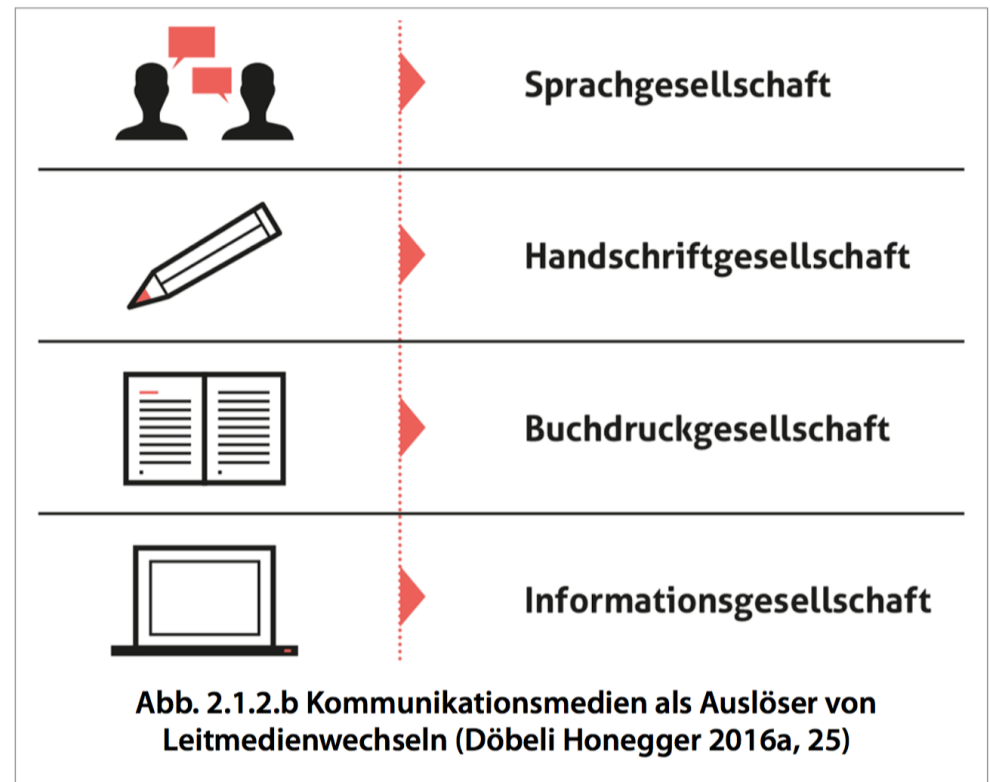 Sprachgesellschaft
Handschriftgesellschaft
Buchdruckgesellschaft
Informationsgesellschaft
Abb. 2.1.2.b Kommunikationsmedien als Auslöser von
Leitmedienwechseln (Döbeli Honegger 2016a, 25)